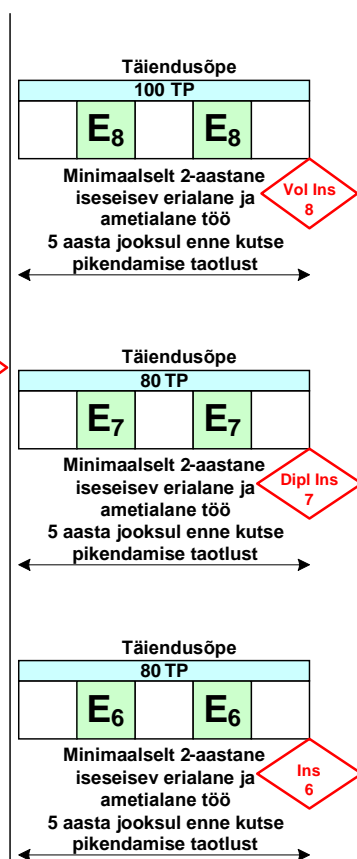 Täiendusõpe
100 TP
E8 E8
Minimaalselt 2-aastane
iseseisev erialane ja
ametialane töö
5 aasta jooksul enne kutse
pikendamise taotlust
Vol Ins
8
Täiendusõpe
80 TP
E7 E7
Minimaalselt 2-aastane
iseseisev erialane ja
ametialane töö
5 aasta jooksul enne kutse
pikendamise taotlust
Dipl Ins
7
Täiendusõpe
80 TP
E6 E6
Minimaalselt 2-aastane
iseseisev erialane ja
ametialane töö
5 aasta jooksul enne kutse
pikendamise taotlust
Ins
6